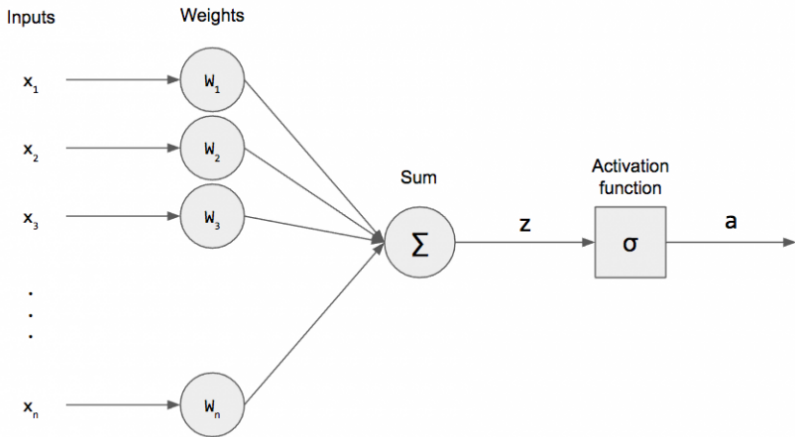 Inputs
Weights
x₁
W₁
x₂
W₂
x₃
W₃
.
.
.
xₙ
Wₙ
Sum
Σ
z
Activation
function
σ
a